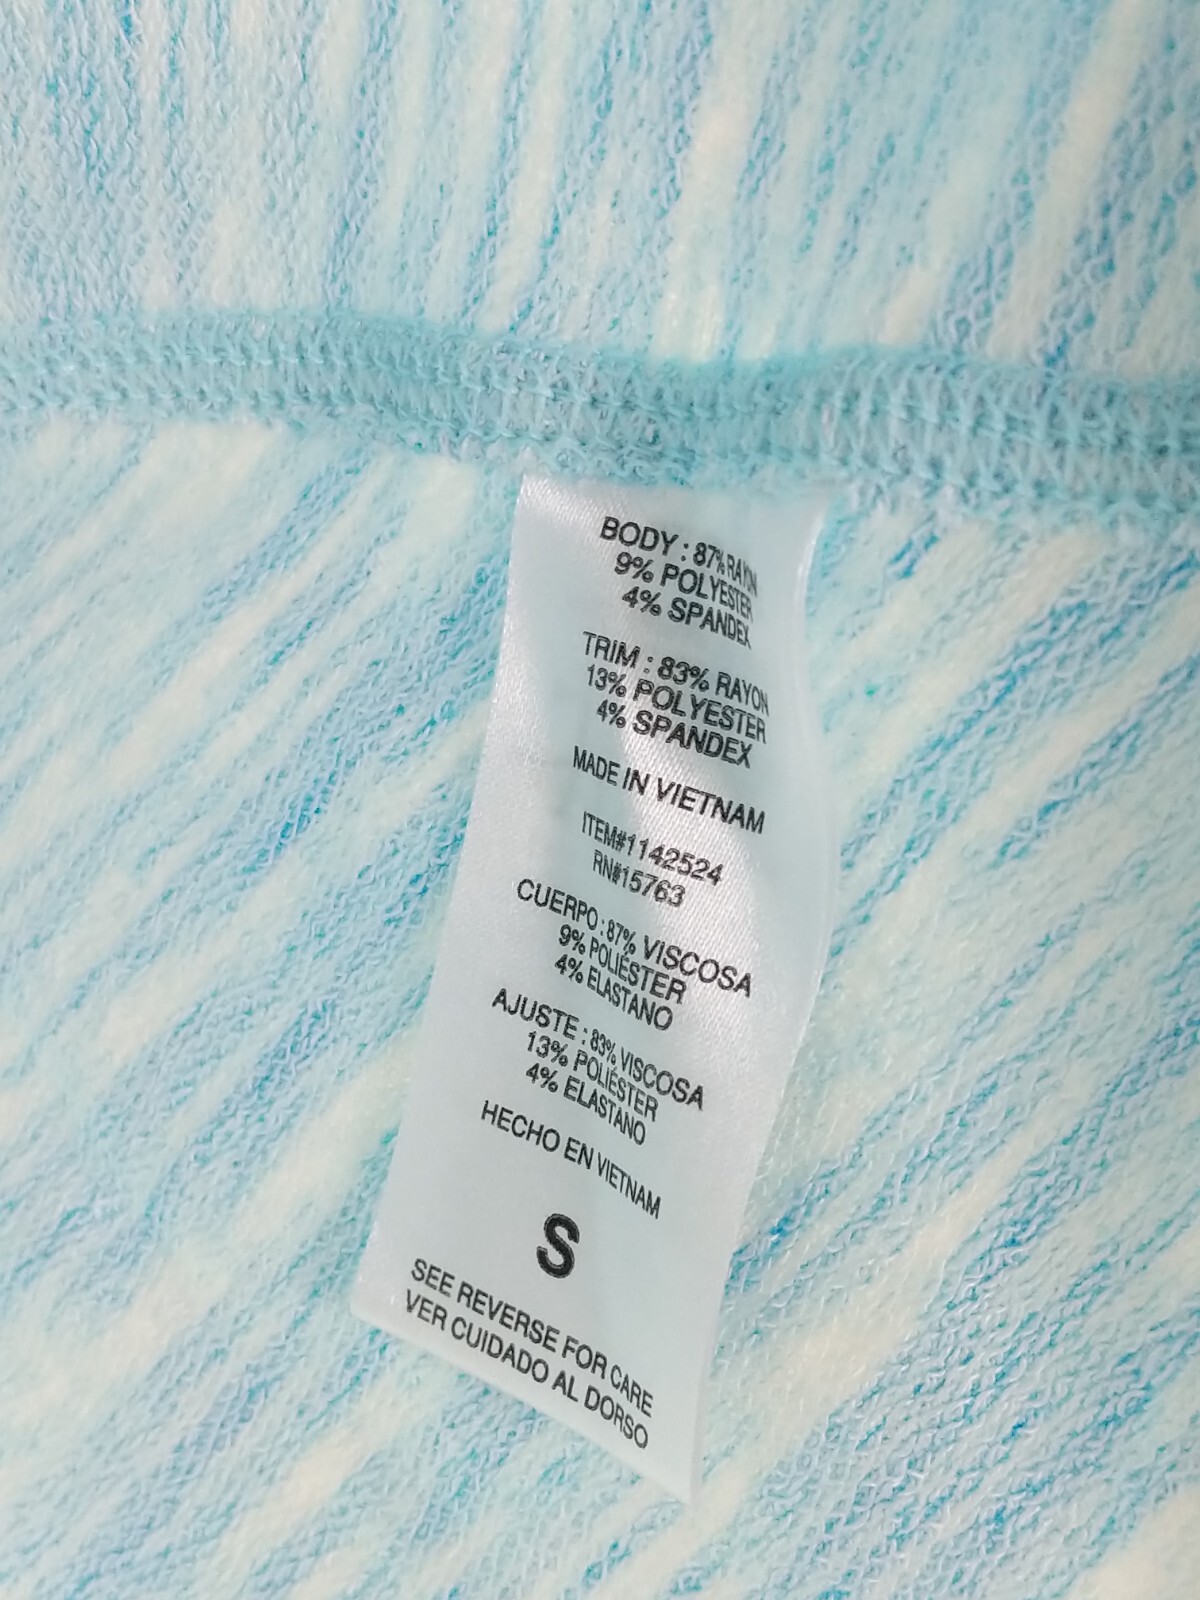 BODY : 87% RAYON
9% POLYESTER
4% SPANDEX
TRIM : 83% RAYON
13% POLYESTER
4% SPANDEX
MADE IN VIETNAM
ITEM#1142524
RN#15763
CUERPO : 87% VISCOSA
9% POLIÉSTER
4% ELASTANO
AJUSTE : 83% VISCOSA
13% POLIÉSTER
4% ELASTANO
HECHO EN VIETNAM
S
SEE REVERSE FOR CARE
VER CUIDADO AL DORSO